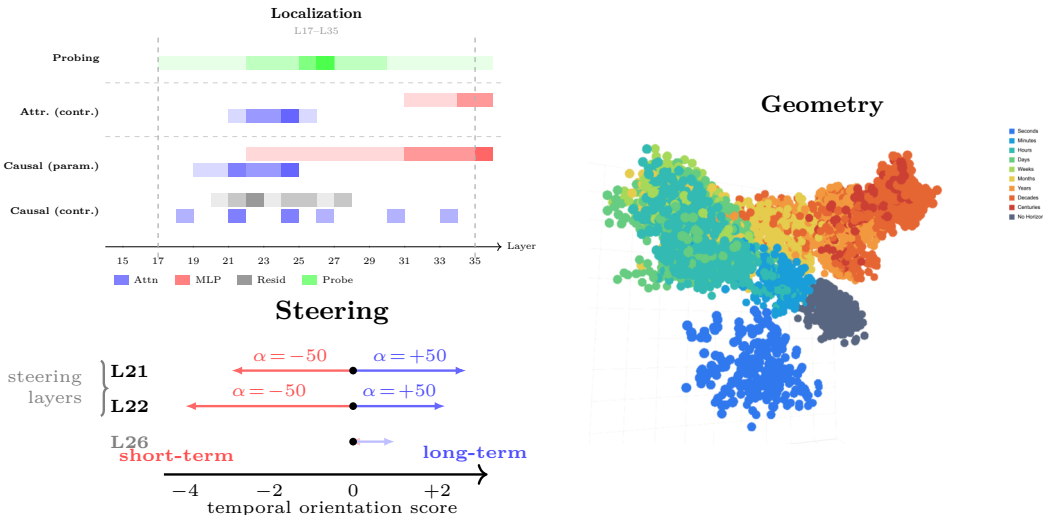 Localization
L17–L35
Probing
Attr. (contr.)
Causal (param.)
Causal (contr.)
Layer
15 17 19 21 23 25 27 29 31 33 35
Attn MLP Resid Probe
Steering
steering
layers
L21
α = −50 α = +50
L22
α = −50 α = +50
L26
short-term long-term
−4 −2 0 +2
temporal orientation score
Geometry
Seconds
Minutes
Hours
Days
Weeks
Months
Years
Decades
Centuries
No Horizon